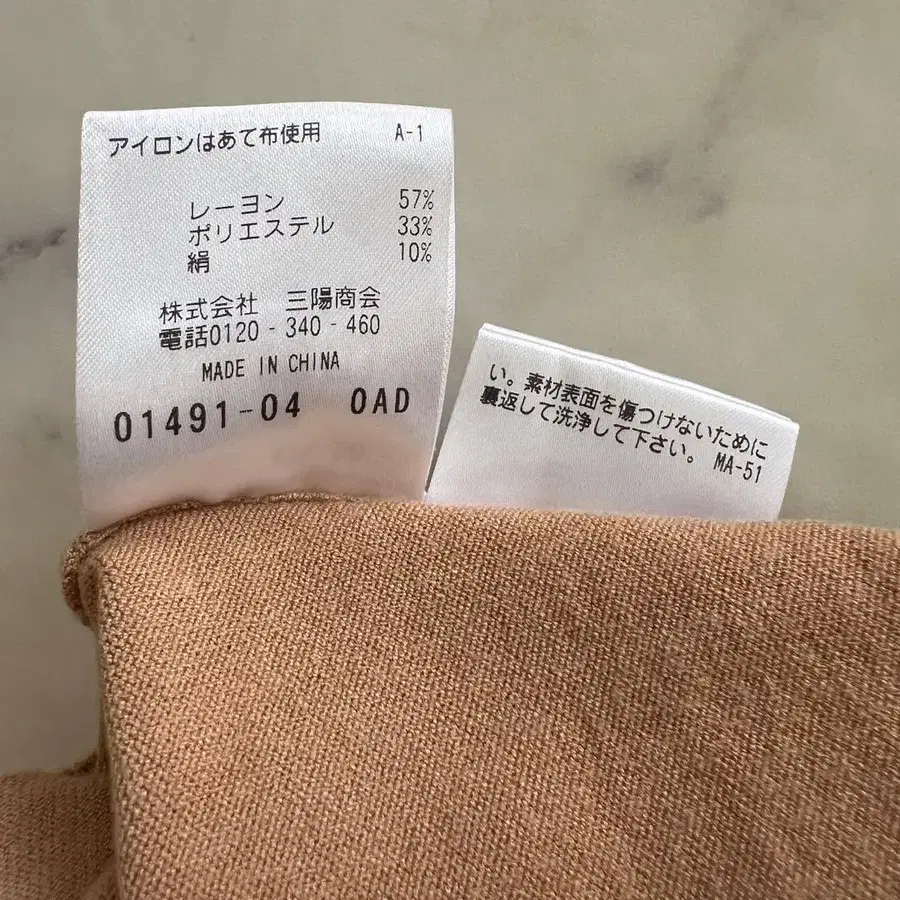 アイロンはあて布使用 A-1
レーヨン 57%
ポリエステル 33%
絹 10%
株式会社 三陽商会
電話0120-340-460
MADE IN CHINA
01491-04 0AD
い。素材表面を傷つけないために
裏返して洗浄して下さい。 MA-51